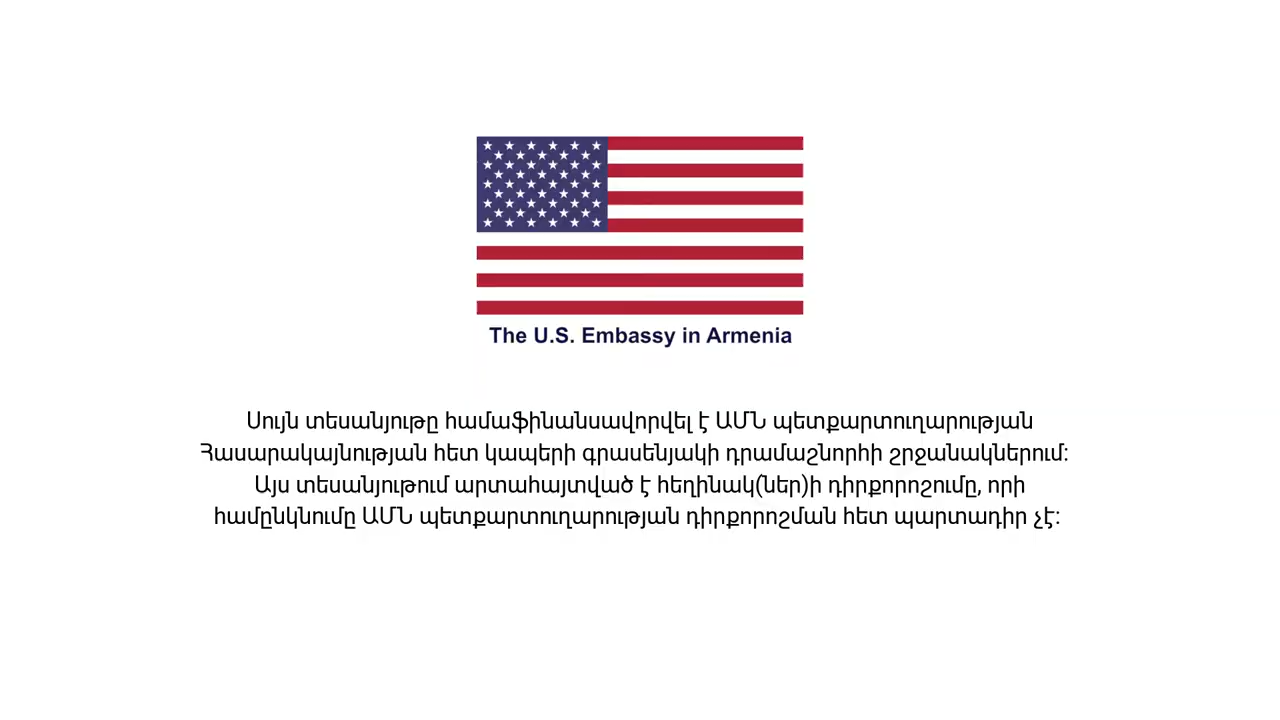 The U.S. Embassy in Armenia
Սույն տեսանյութը համաֆինանսավորվել է ԱՄՆ պետքարտուղարության
Հասարակայնության հետ կապերի գրասենյակի դրամաշնորհի շրջանակներում:
Այս տեսանյութում արտահայտված է հեղինակ(ներ)ի դիրքորոշումը, որի
համընկնումը ԱՄՆ պետքարտուղարության դիրքորոշման հետ պարտադիր չէ: